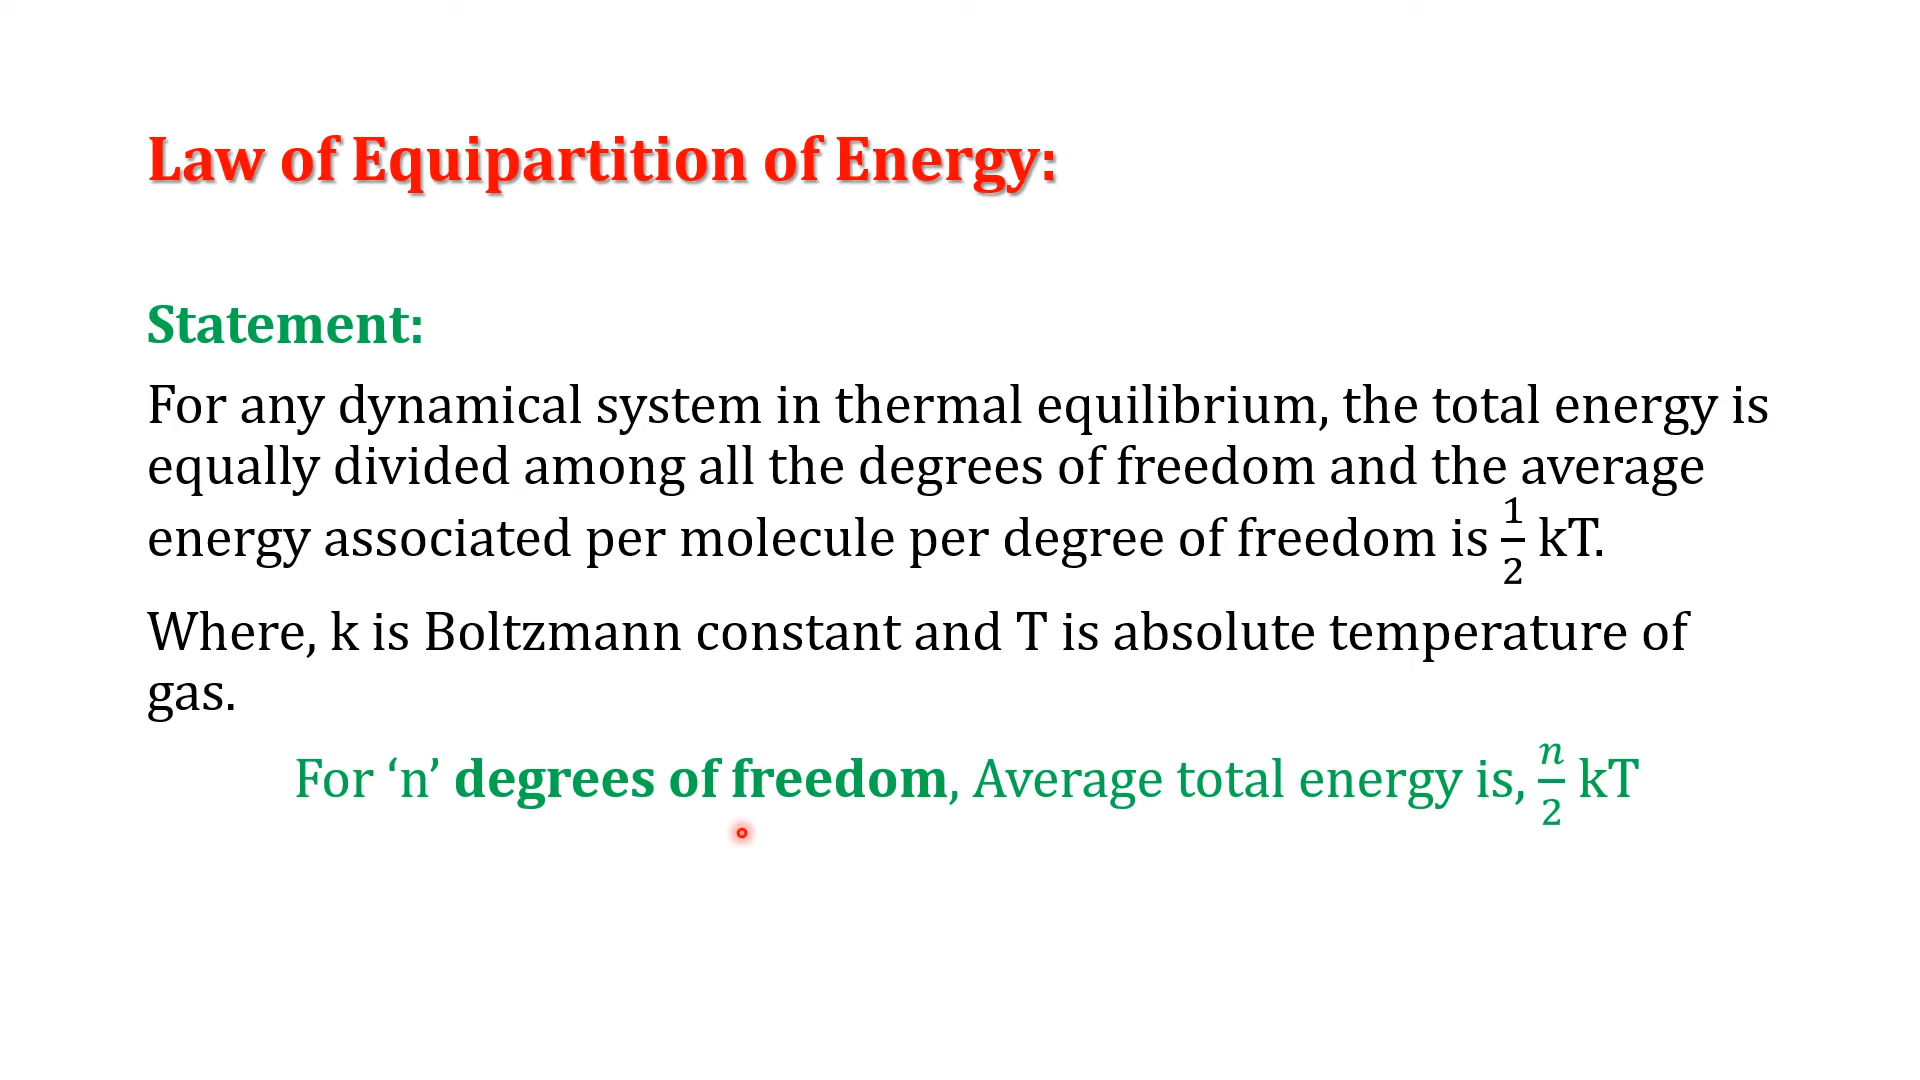 Law of Equipartition of Energy:
Statement:
For any dynamical system in thermal equilibrium, the total energy is
equally divided among all the degrees of freedom and the average
energy associated per molecule per degree of freedom is 1/2 kT.
Where, k is Boltzmann constant and T is absolute temperature of
gas.
For ‘n’ degrees of freedom, Average total energy is, n/2 kT